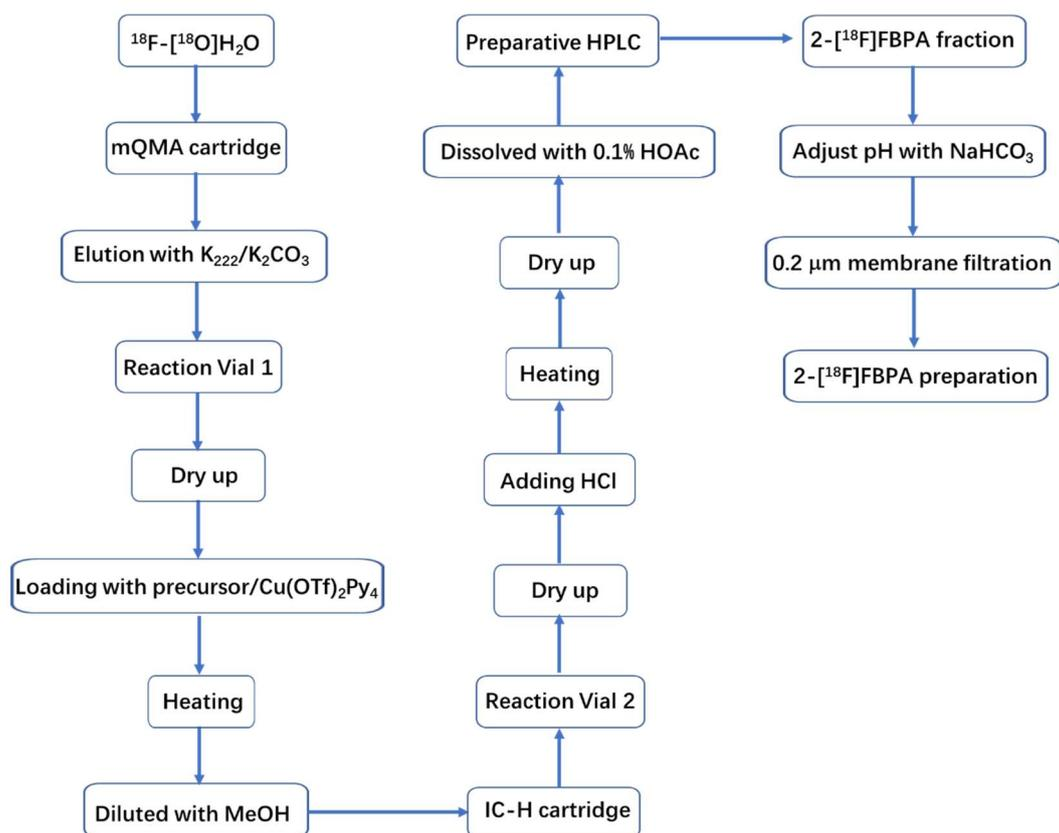 ¹⁸F-[¹⁸O]H₂O
mQMA cartridge
Elution with K₂₂₂/K₂CO₃
Reaction Vial 1
Dry up
Loading with precursor/Cu(OTf)₂Py₄
Heating
Diluted with MeOH
IC-H cartridge
Reaction Vial 2
Dry up
Adding HCl
Heating
Dry up
Dissolved with 0.1% HOAc
Preparative HPLC
2-[¹⁸F]FBPA fraction
Adjust pH with NaHCO₃
0.2 μm membrane filtration
2-[¹⁸F]FBPA preparation